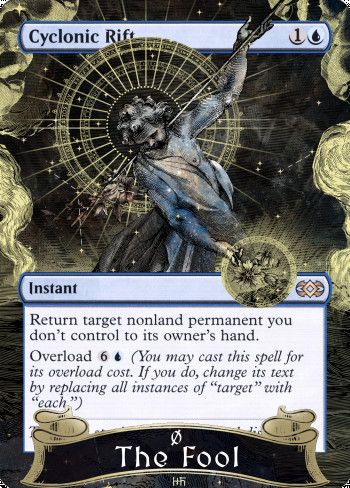 Cyclonic Rift 1
Instant
Return target nonland permanent you
don't control to its owner's hand.
Overload 6 (You may cast this spell for
its overload cost. If you do, change its text
by replacing all instances of "target" with
"each.")
Ø
The Fool